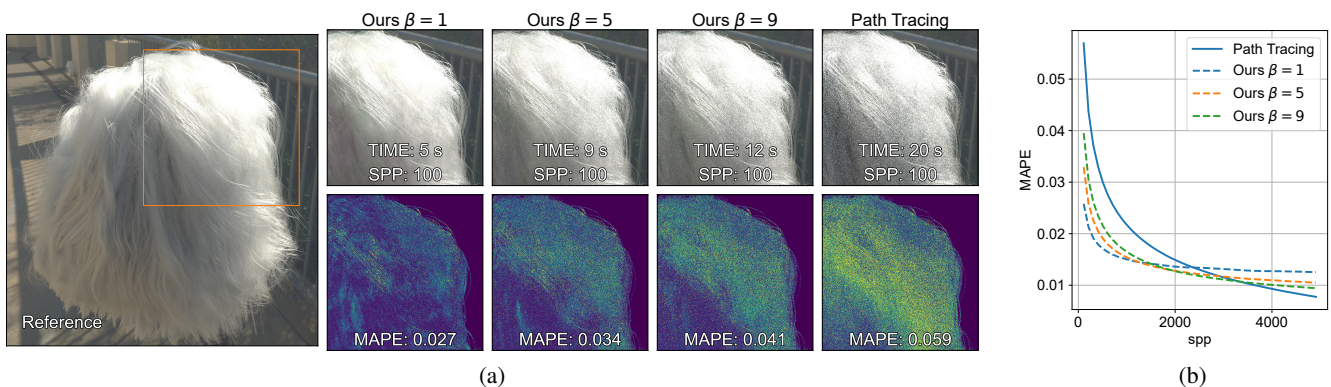 Ours β = 1
Ours β = 5
Ours β = 9
Path Tracing
Reference
TIME: 5 s
SPP: 100
TIME: 9 s
SPP: 100
TIME: 12 s
SPP: 100
TIME: 20 s
SPP: 100
MAPE: 0.027
MAPE: 0.034
MAPE: 0.041
MAPE: 0.059
(a)
MAPE
0.05
0.04
0.03
0.02
0.01
Path Tracing
Ours β = 1
Ours β = 5
Ours β = 9
0
2000
4000
spp
(b)